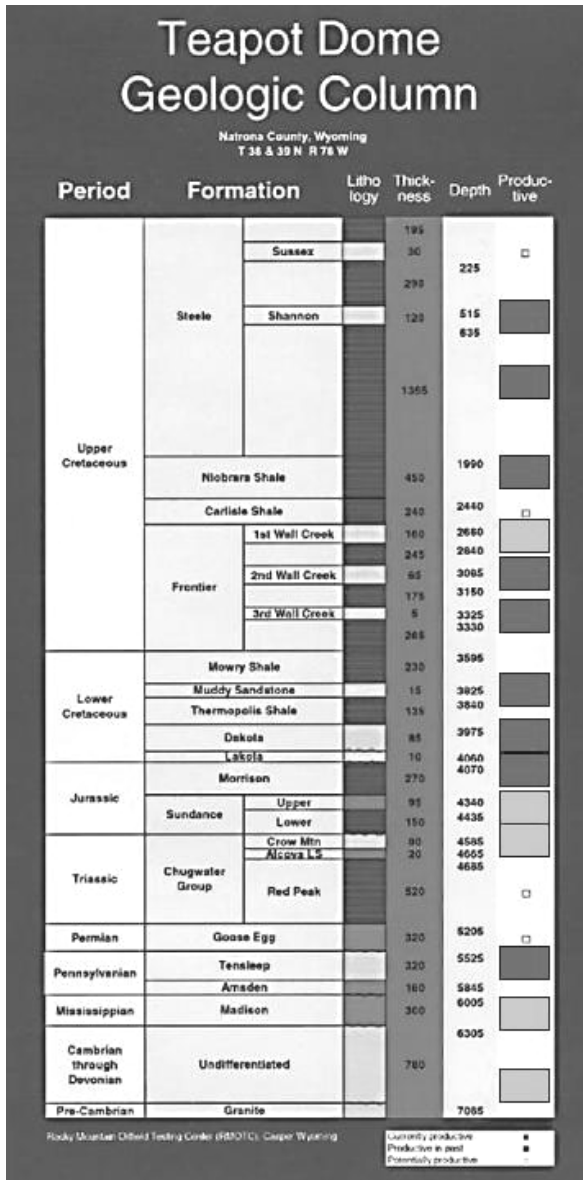 Teapot Dome
Geologic Column
Natrona County, Wyoming
T 38 & 39 N R 78 W
Period Formation Litho logy Thick- ness Depth Produc- tive
195
Sussex 30
225
290
Steele Shannon 120 515
635
1355
Upper Cretaceous
1990
Niobrara Shale 450
2440
Carlisle Shale 240
1st Wall Creek 160 2680
245 2840
2nd Wall Creek 65 3085
Frontier 175 3150
3rd Wall Creek 5 3325
3330
265
3595
Mowry Shale 230
Lower Cretaceous
Muddy Sandstone 15 3825
Thermopolis Shale 135 3840
Dakota 85 3975
Lakota 10 4060
4070
Morrison 270
Jurassic
Sundance Upper 95 4340
Lower 150 4435
Crow Mtn 80 4585
Alcova LS 20 4665
4685
Triassic Chugwater Group Red Peak 520
5205
Permian Goose Egg 320
5525
Pennsylvanian Tensleep 320
Amsden 160 5845
6005
Mississippian Madison 300
6305
Cambrian through Devonian Undifferentiated 780
Pre-Cambrian Granite 7085
Rocky Mountain Oilfield Testing Center (RMOTC), Casper Wyoming
Currently productive
Productive in past
Potentially productive